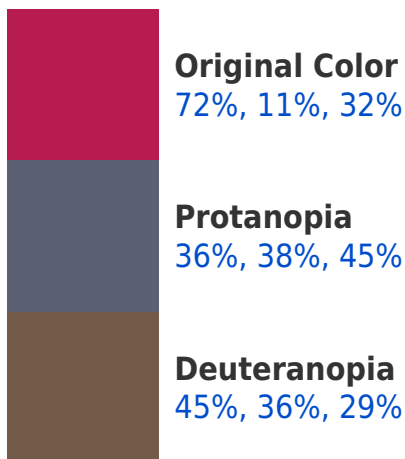 Original Color
72%, 11%, 32%
Protanopia
36%, 38%, 45%
Deuteranopia
45%, 36%, 29%